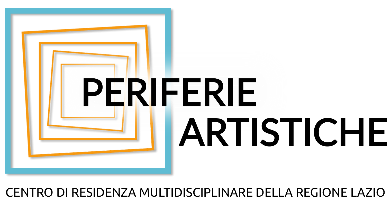 PERIFERIE
ARTISTICHE
CENTRO DI RESIDENZA MULTIDISCIPLINARE DELLA REGIONE LAZIO